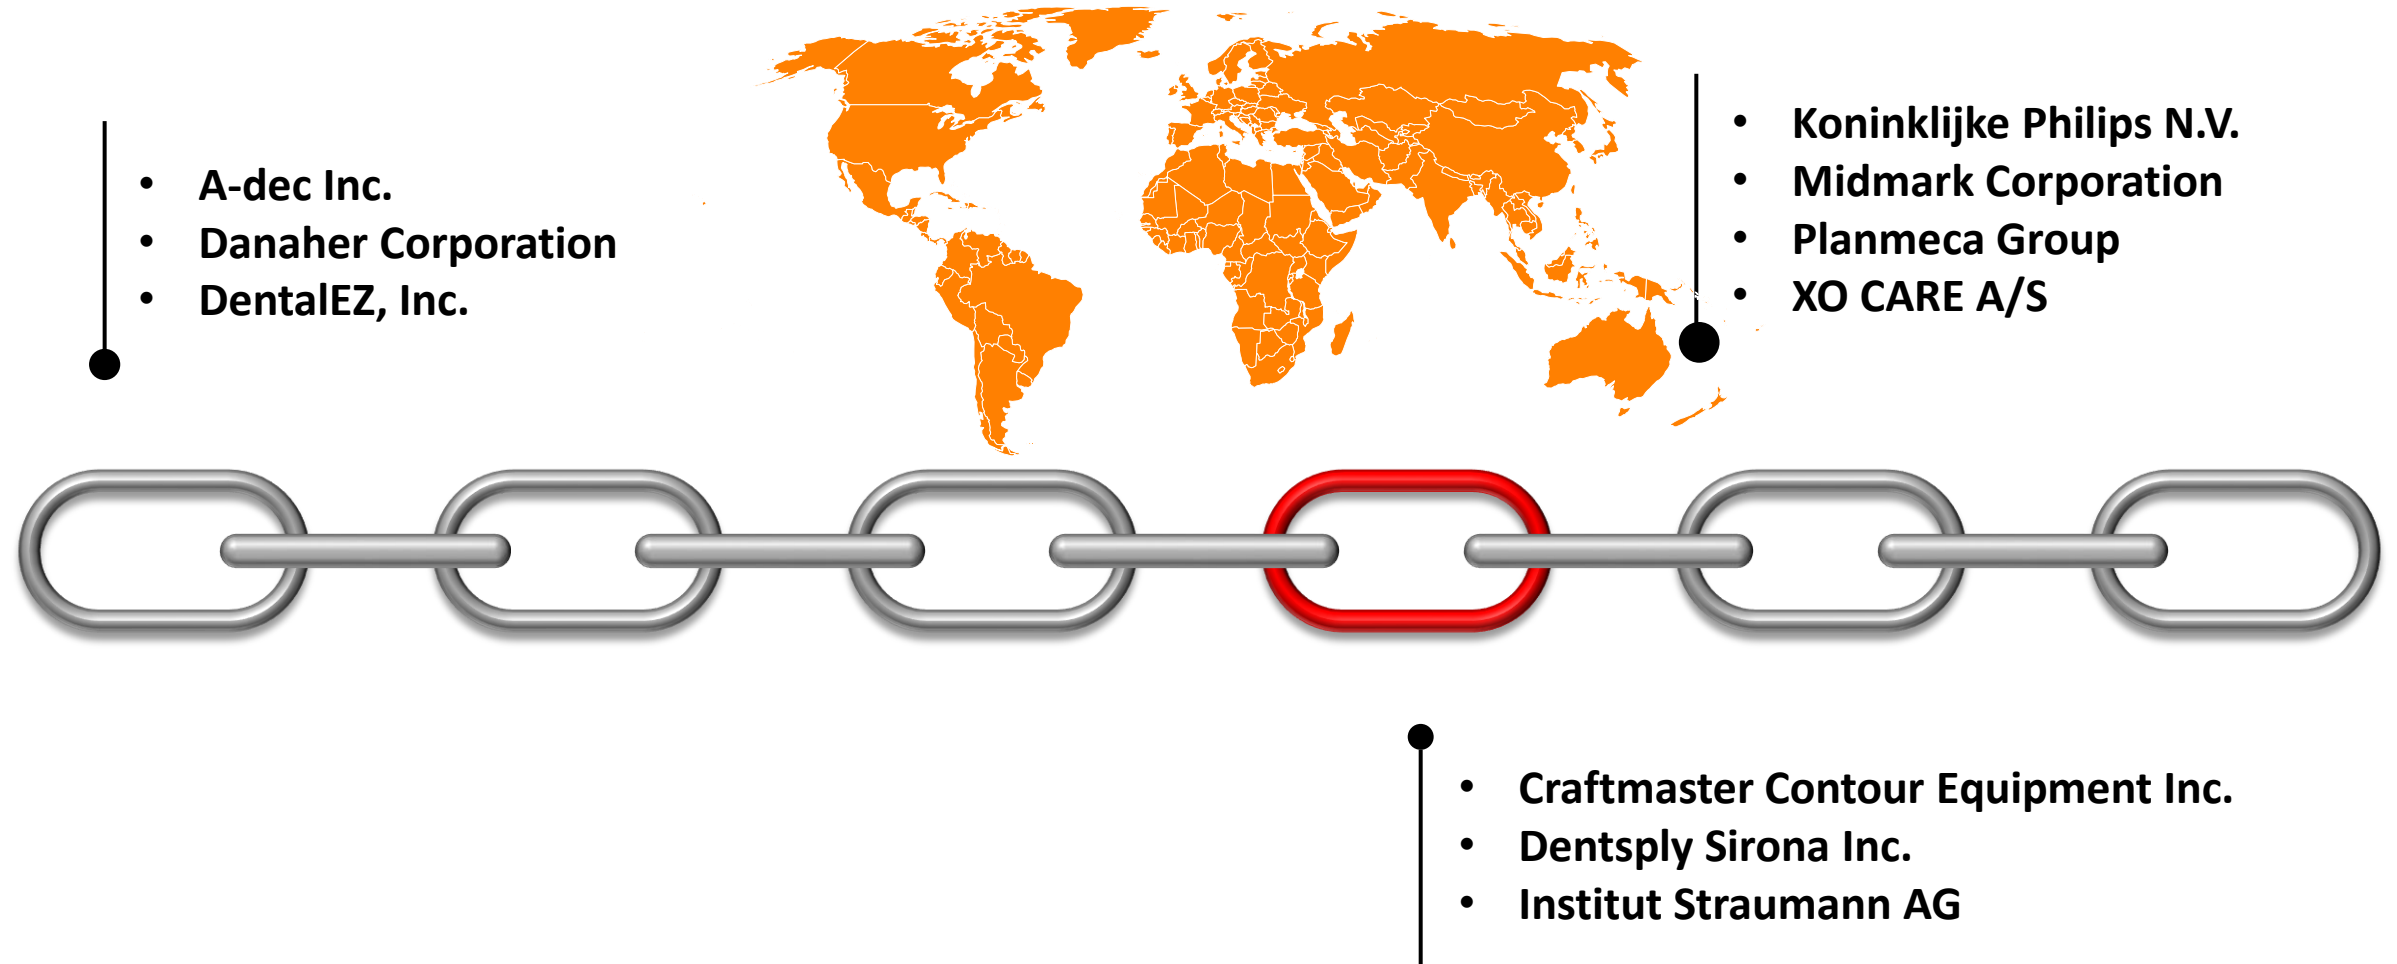 • A-dec Inc.
• Danaher Corporation
• DentalEZ, Inc.
• Koninklijke Philips N.V.
• Midmark Corporation
• Planmeca Group
• XO CARE A/S
• Craftmaster Contour Equipment Inc.
• Dentsply Sirona Inc.
• Institut Straumann AG